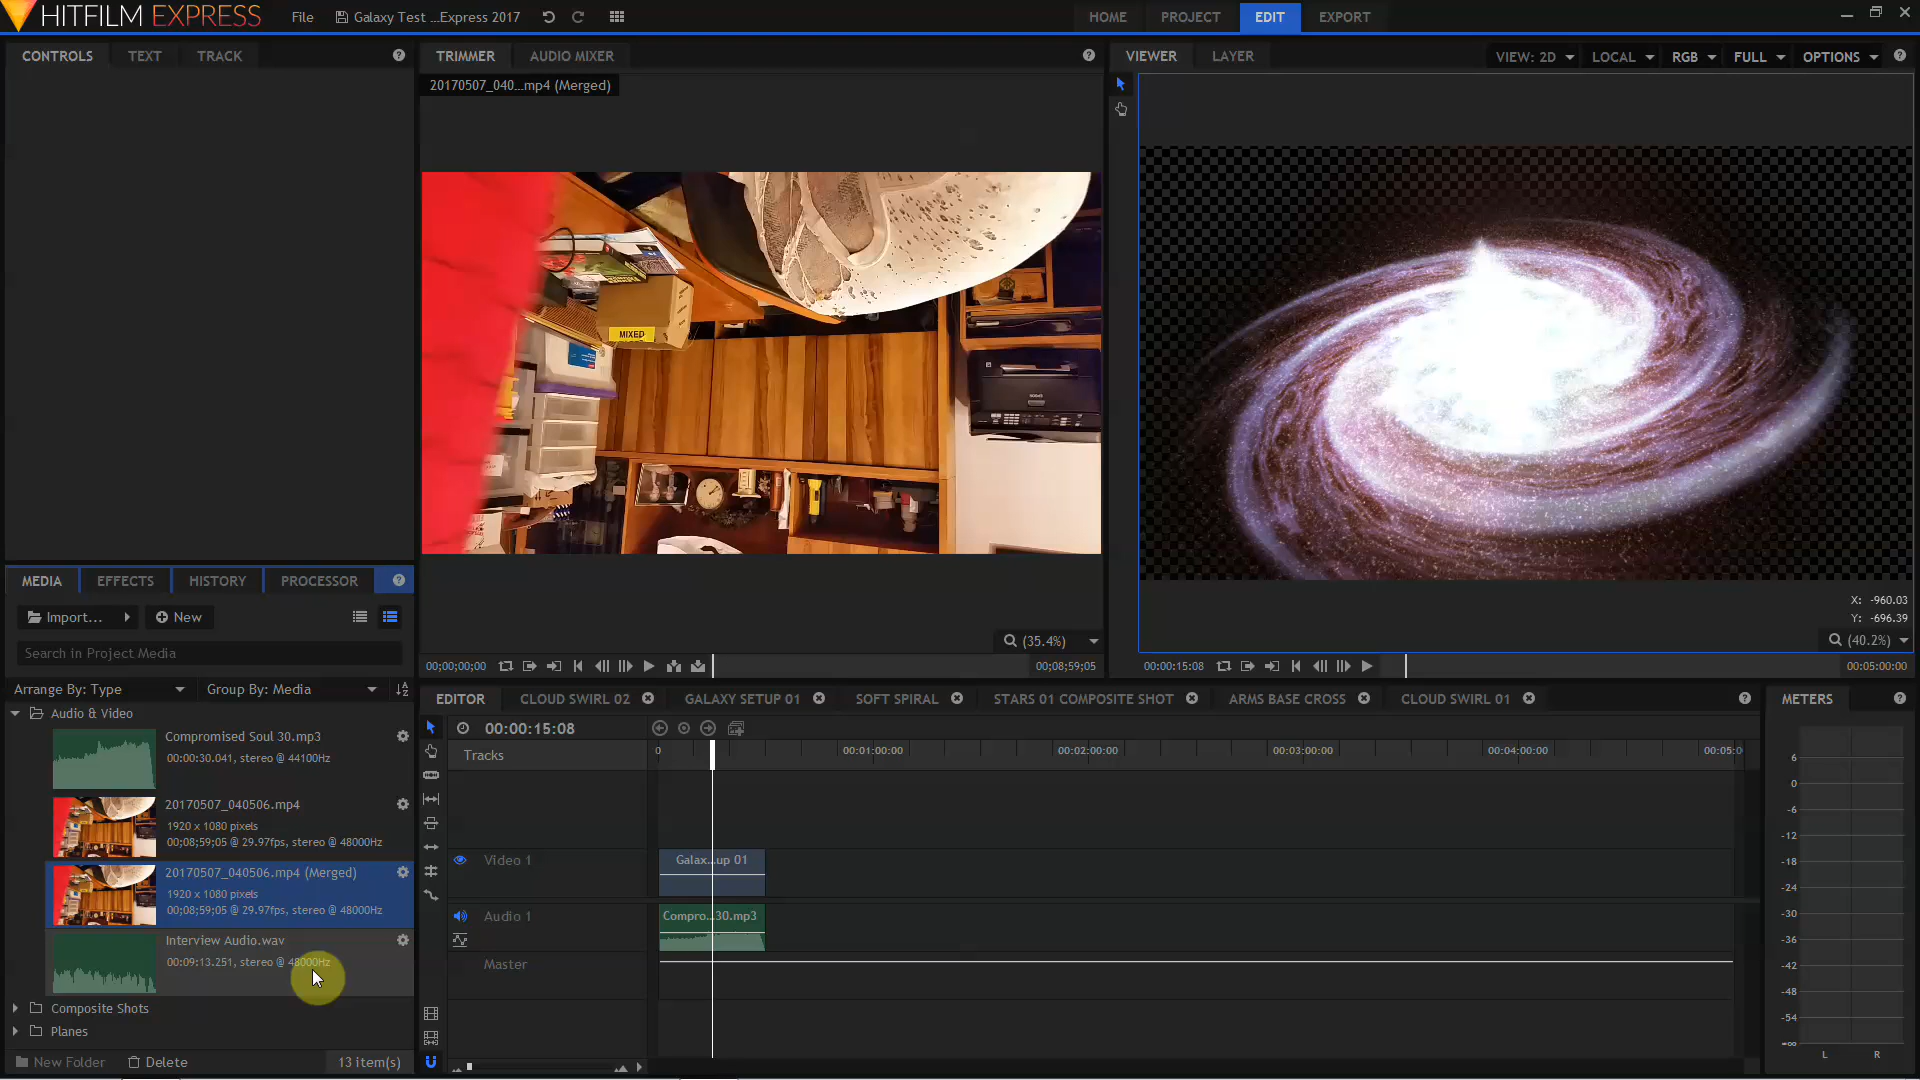 HITFILM EXPRESS
File
Galaxy Test ...Express 2017
HOME
PROJECT
EDIT
EXPORT
CONTROLS
TEXT
TRACK
TRIMMER
AUDIO MIXER
20170507_040...mp4 (Merged)
MIXED
VIEWER
LAYER
VIEW: 2D
LOCAL
RGB
FULL
OPTIONS
X: -960.03
Y: -696.39
(35.4%)
(40.2%)
00;00;00;00
00;08;59;05
00:00:15:08
00:05:00:00
MEDIA
EFFECTS
HISTORY
PROCESSOR
Import...
New
Search in Project Media
Arrange By: Type
Group By: Media
Audio & Video
Compromised Soul 30.mp3
00:00:30.041, stereo @ 44100Hz
20170507_040506.mp4
1920 x 1080 pixels
00;08;59;05 @ 29.97fps, stereo @ 48000Hz
20170507_040506.mp4 (Merged)
1920 x 1080 pixels
00;08;59;05 @ 29.97fps, stereo @ 48000Hz
Interview Audio.wav
00:09:13.251, stereo @ 48000Hz
Composite Shots
Planes
New Folder
Delete
13 item(s)
EDITOR
CLOUD SWIRL 02
GALAXY SETUP 01
SOFT SPIRAL
STARS 01 COMPOSITE SHOT
ARMS BASE CROSS
CLOUD SWIRL 01
00:00:15:08
Tracks
0
00:01:00:00
00:02:00:00
00:03:00:00
00:04:00:00
00:05:0
Video 1
Galax...up 01
Audio 1
Compro...30.mp3
Master
METERS
6
0
-6
-12
-18
-24
-30
-36
-42
-48
-54
-∞
L
R